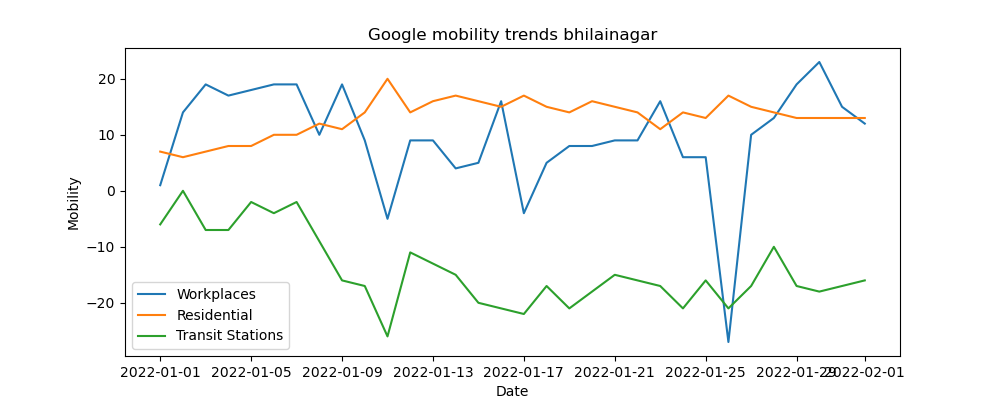 Google mobility trends bhilainagar
Mobility
20
10
0
−10
−20
Workplaces
Residential
Transit Stations
2022-01-01 2022-01-05 2022-01-09 2022-01-13 2022-01-17 2022-01-21 2022-01-25 2022-01-29 2022-02-01
Date